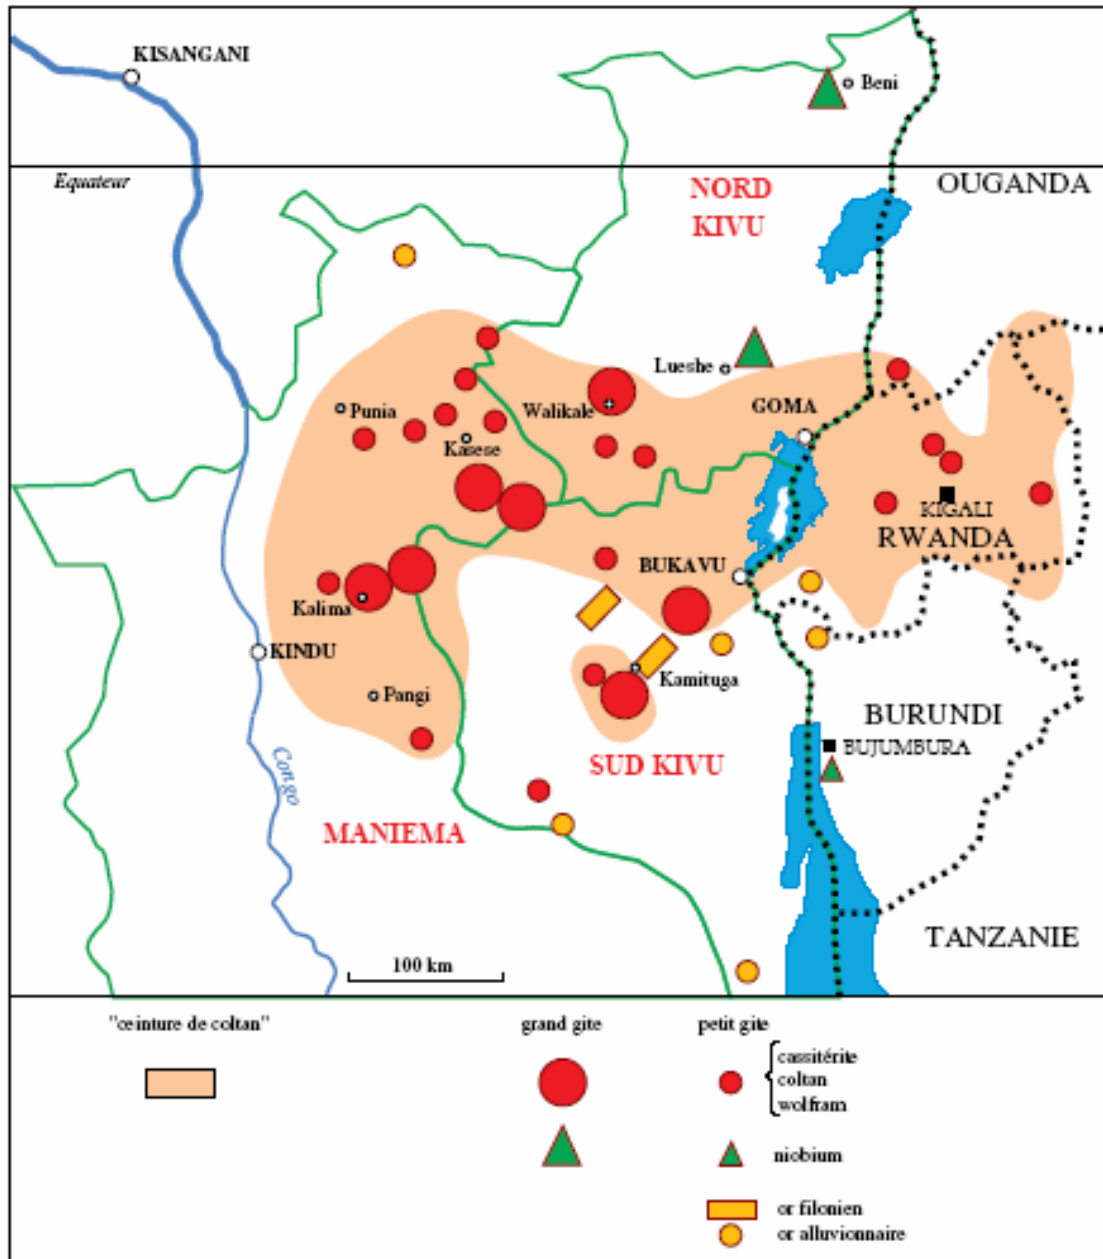 KISANGANI
Beni
Equateur
NORD
KIVU
OUGANDA
Lueshe
Punia
Walikale
GOMA
Kasese
KIGALI
RWANDA
BUKAVU
Kalima
KINDU
Kamituga
Pangi
BURUNDI
BUJUMBURA
SUD KIVU
Congo
MANIEMA
TANZANIE
100 km
"ceinture de coltan"
grand gite
petit gite
cassitérite
coltan
wolfram
niobium
or filonien
or alluvionnaire